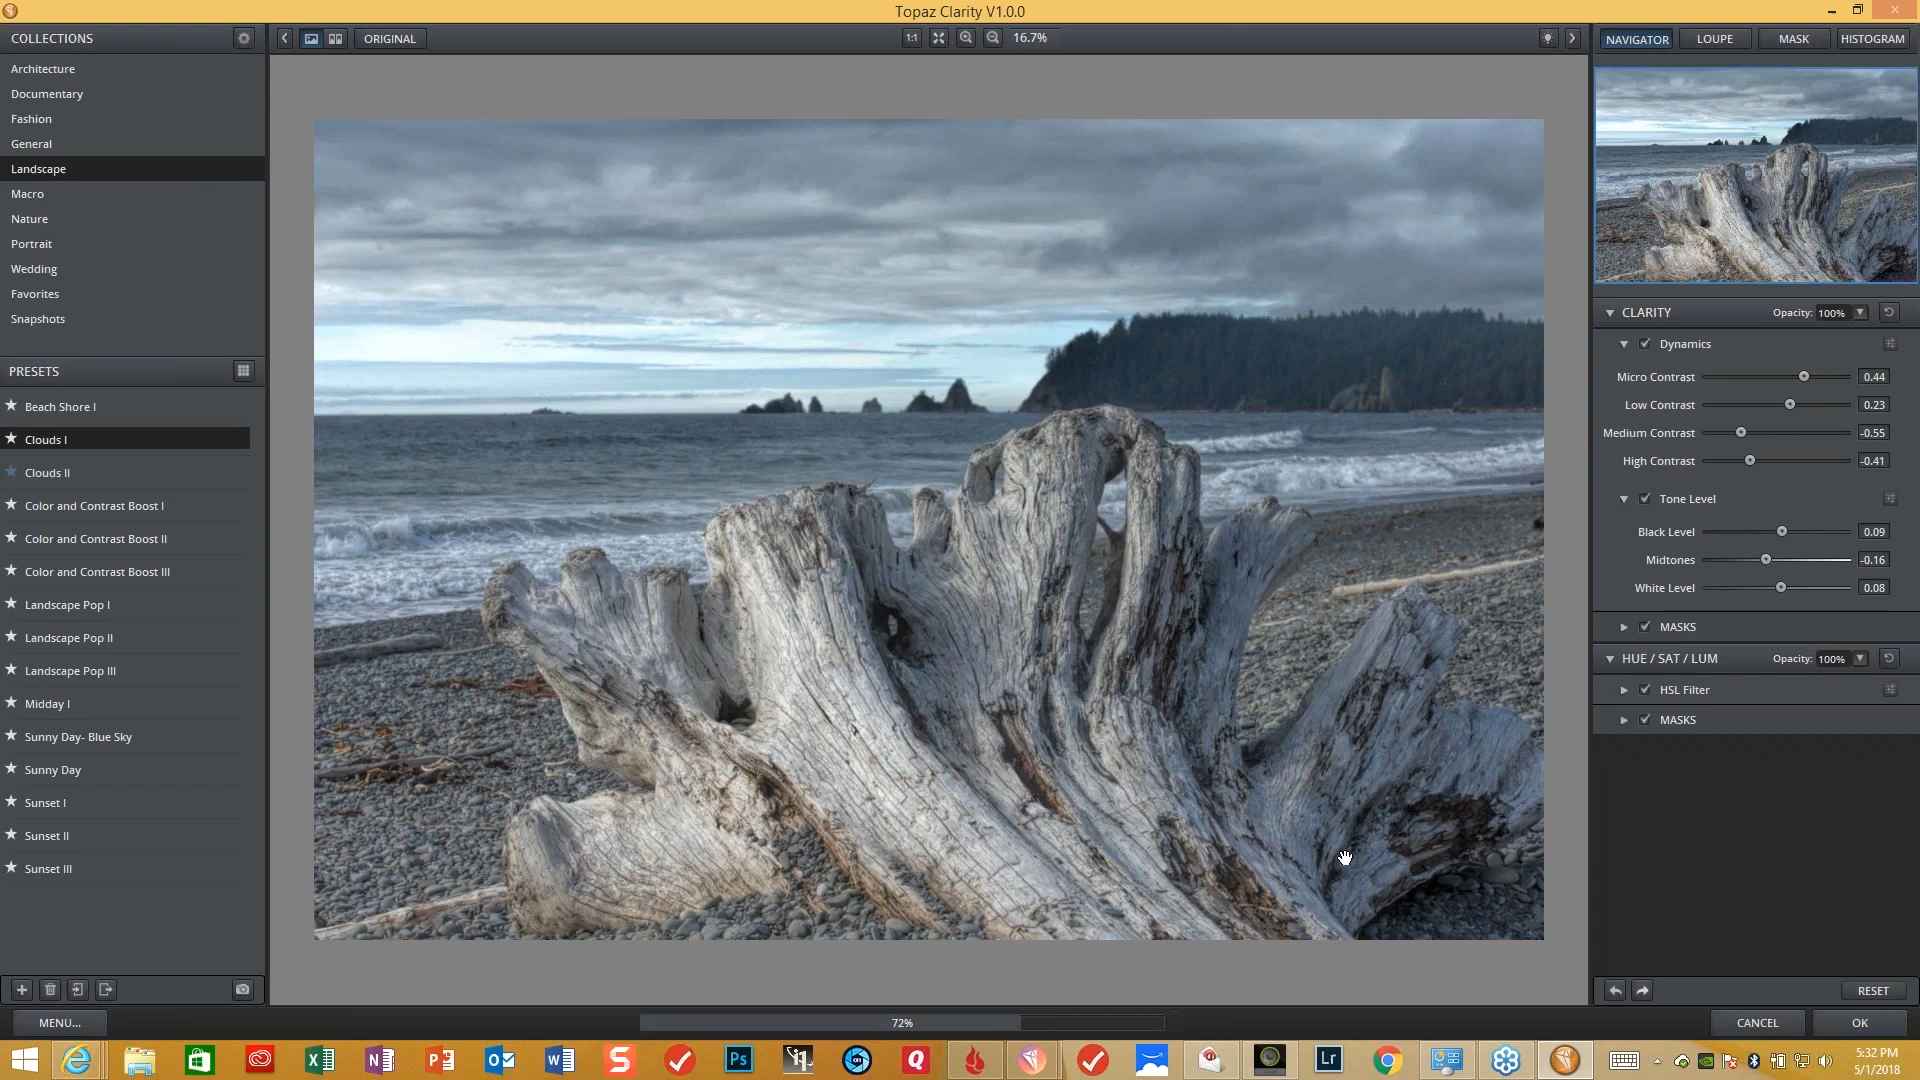 Topaz Clarity V1.0.0
COLLECTIONS
Architecture
Documentary
Fashion
General
Landscape
Macro
Nature
Portrait
Wedding
Favorites
Snapshots
PRESETS
Beach Shore I
Clouds I
Clouds II
Color and Contrast Boost I
Color and Contrast Boost II
Color and Contrast Boost III
Landscape Pop I
Landscape Pop II
Landscape Pop III
Midday I
Sunny Day- Blue Sky
Sunny Day
Sunset I
Sunset II
Sunset III
MENU...
ORIGINAL
1:1
16.7%
72%
NAVIGATOR LOUPE MASK HISTOGRAM
CLARITY Opacity: 100%
Dynamics
Micro Contrast 0.44
Low Contrast 0.23
Medium Contrast -0.55
High Contrast -0.41
Tone Level
Black Level 0.09
Midtones -0.16
White Level 0.08
MASKS
HUE / SAT / LUM Opacity: 100%
HSL Filter
MASKS
RESET
CANCEL OK
Ps
Lr
5:32 PM
5/1/2018